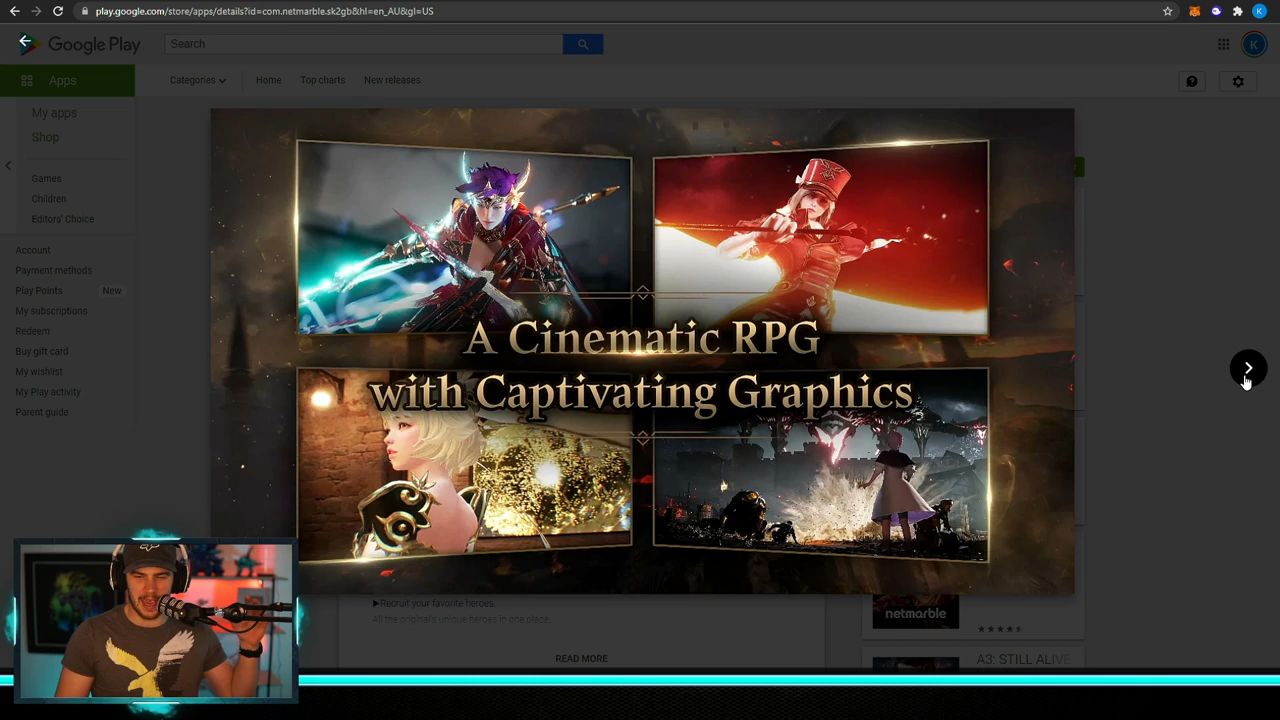 play.google.com/store/apps/details?id=com.netmarble.sk2gb&hl=en_AU&gl=US
K
Google Play
Search
K
Apps
Categories
Home
Top charts
New releases
My apps
Shop
Games
Children
Editors' Choice
Account
Payment methods
Play Points
New
My subscriptions
Redeem
Buy gift card
My wishlist
My Play activity
Parent guide
A Cinematic RPG
with Captivating Graphics
▶Recruit your favorite heroes.
All the original's unique heroes in one place.
READ MORE
netmarble
A3: STILL ALIVE